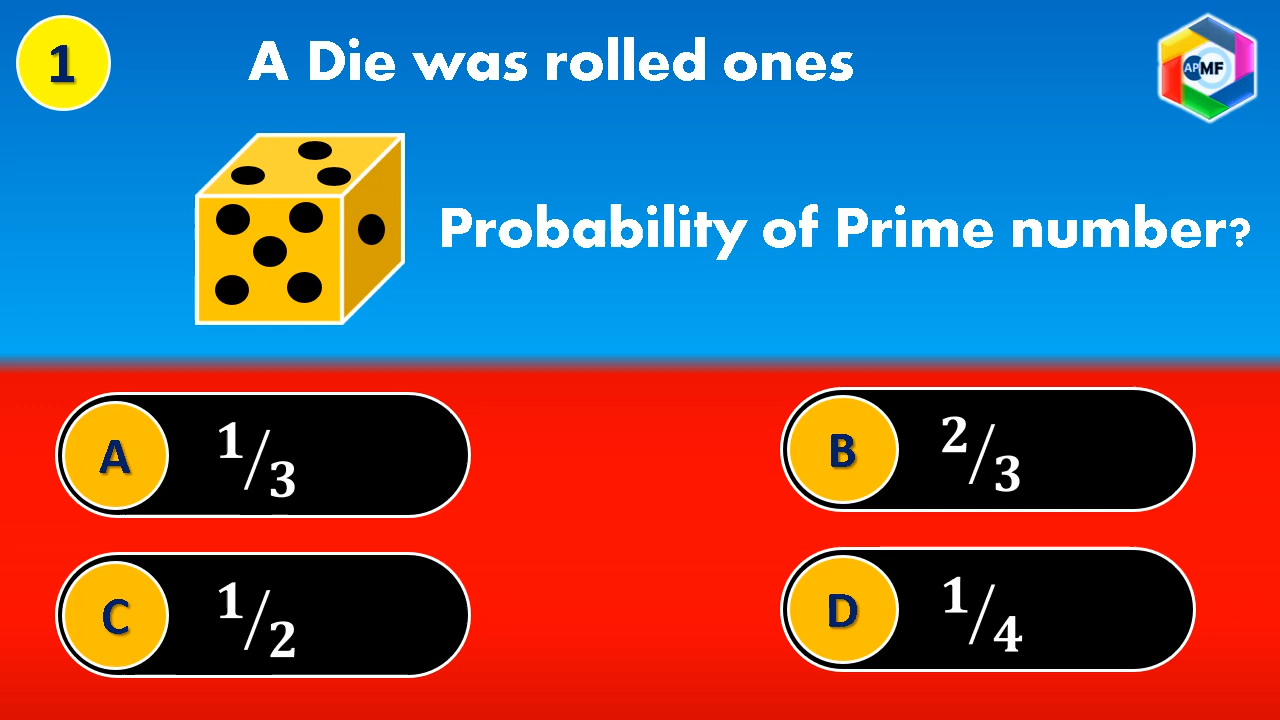 1
A Die was rolled ones
APMF
Probability of Prime number?
A 1/3
B 2/3
C 1/2
D 1/4